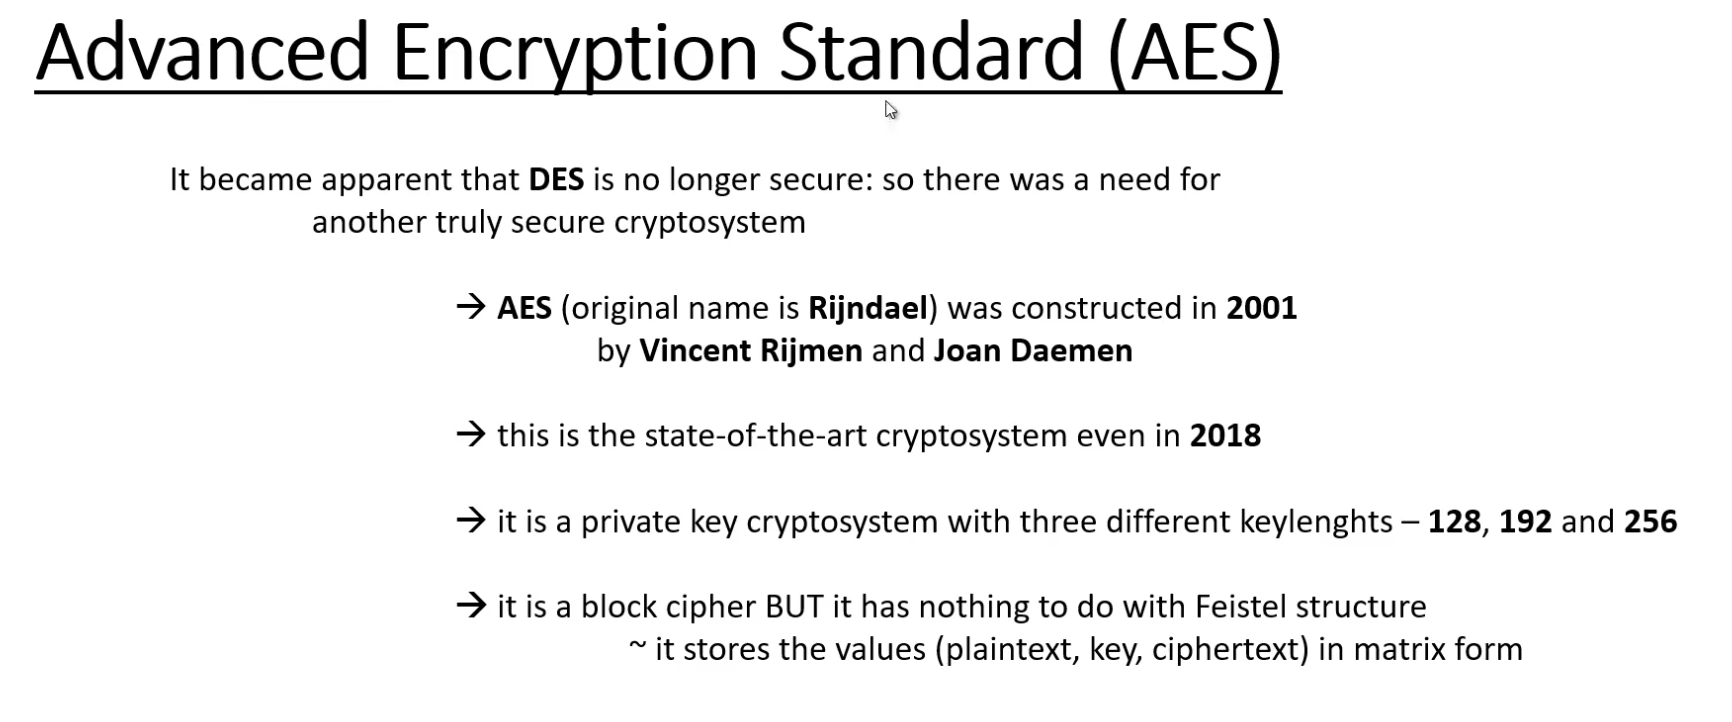 Advanced Encryption Standard (AES)
It became apparent that DES is no longer secure: so there was a need for
another truly secure cryptosystem
→ AES (original name is Rijndael) was constructed in 2001
by Vincent Rijmen and Joan Daemen
→ this is the state-of-the-art cryptosystem even in 2018
→ it is a private key cryptosystem with three different keylenghts – 128, 192 and 256
→ it is a block cipher BUT it has nothing to do with Feistel structure
~ it stores the values (plaintext, key, ciphertext) in matrix form